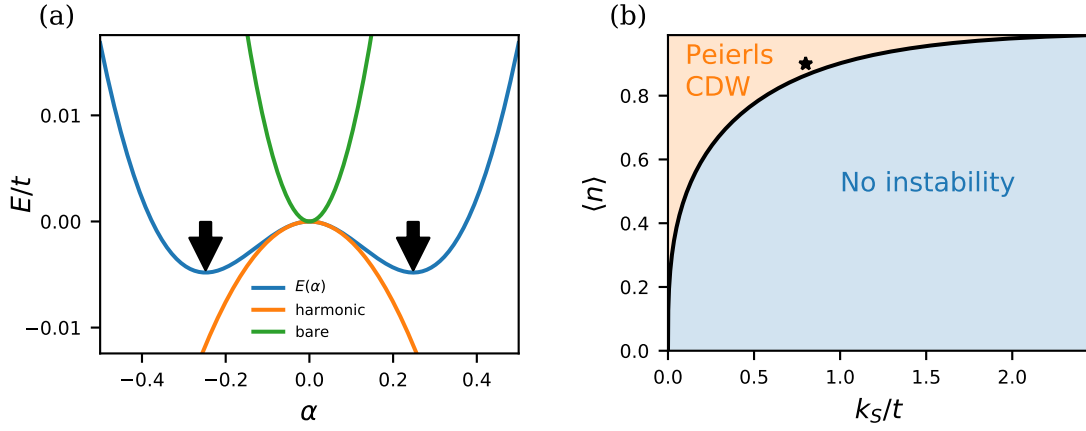 (a)
E/t
0.01
0.00
−0.01
E(α)
harmonic
bare
−0.4
−0.2
0.0
0.2
0.4
α
(b)
⟨n⟩
0.8
0.6
0.4
0.2
0.0
Peierls
CDW
No instability
0.0
0.5
1.0
1.5
2.0
k_S/t